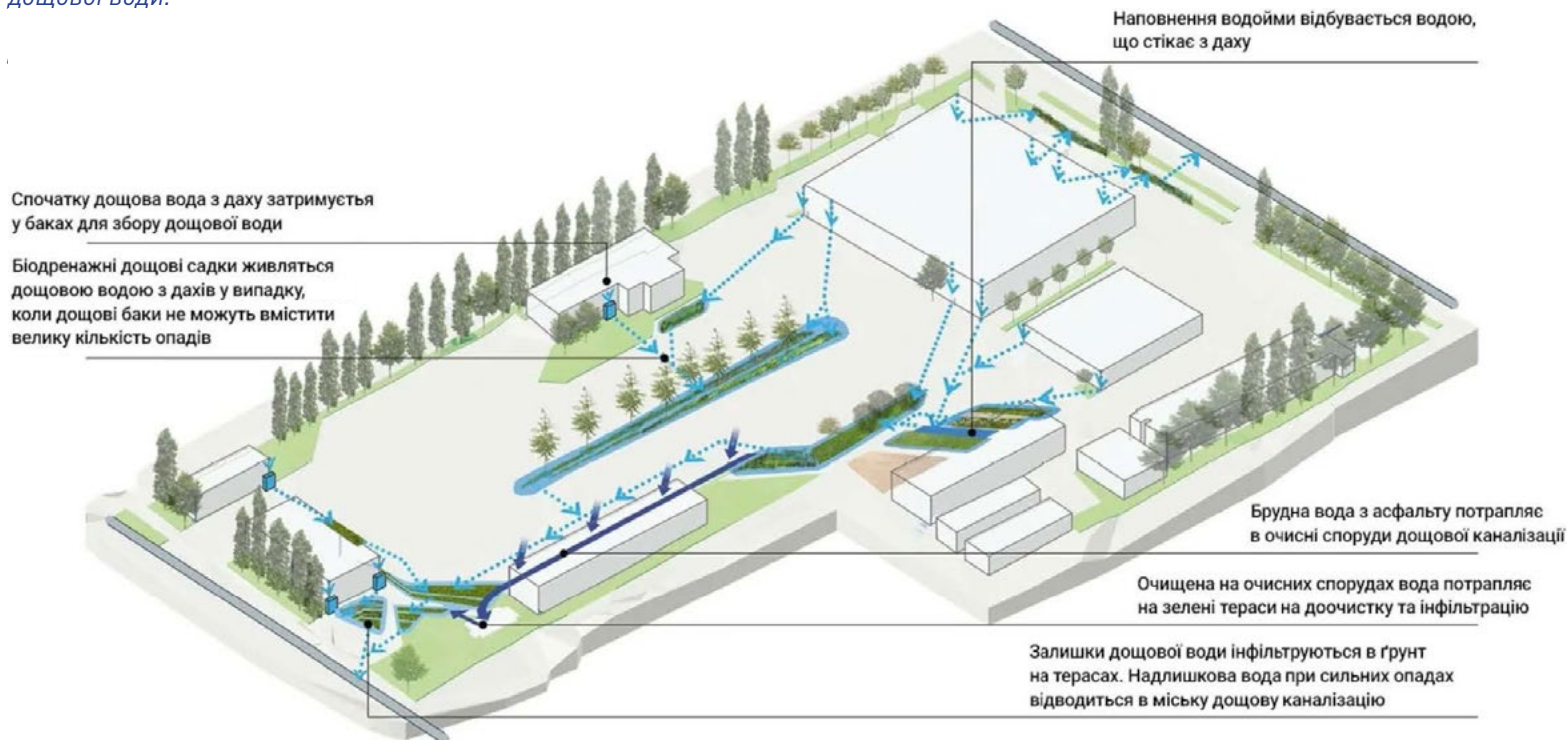 дощової води.
Наповнення водойми відбувається водою,
що стікає з даху
Спочатку дощова вода з даху затримується
у баках для збору дощової води
Біодренажні дощові садки живляться
дощовою водою з дахів у випадку,
коли дощові баки не можуть вмістити
велику кількість опадів
Брудна вода з асфальту потрапляє
в очисні споруди дощової каналізації
Очищена на очисних спорудах вода потрапляє
на зелені тераси на доочистку та інфільтрацію
Залишки дощової води інфільтруються в ґрунт
на терасах. Надлишкова вода при сильних опадах
відводиться в міську дощову каналізацію